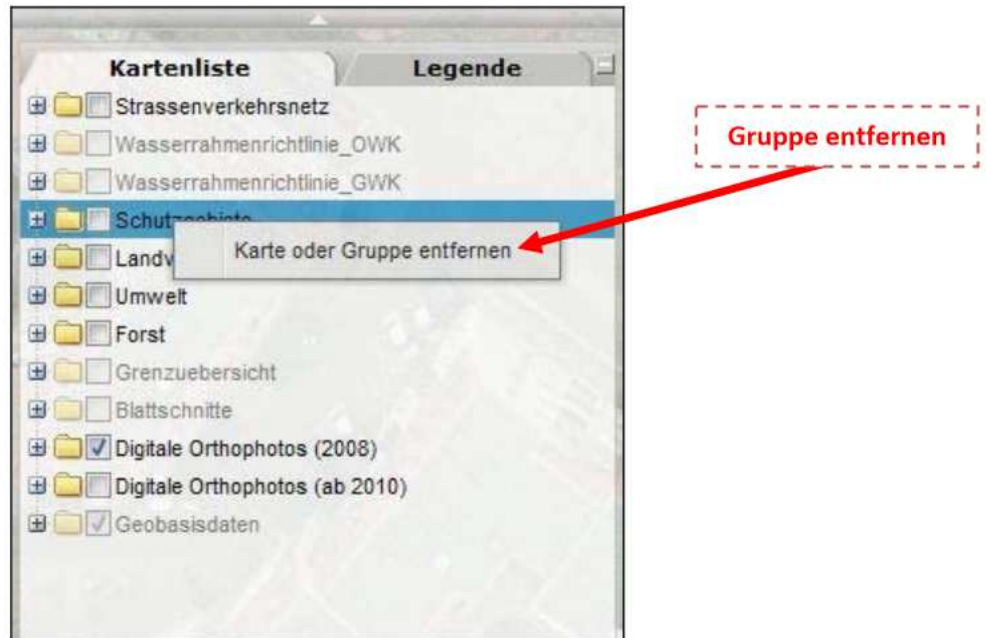 Kartenliste
Legende
Strassenverkehrsnetz
Wasserrahmenrichtlinie_OWK
Wasserrahmenrichtlinie_GWK
Karte oder Gruppe entfernen
Umwelt
Forst
Grenzuebersicht
Blattschnitte
Digitale Orthophotos (2008)
Digitale Orthophotos (ab 2010)
Geobasisdaten
Gruppe entfernen